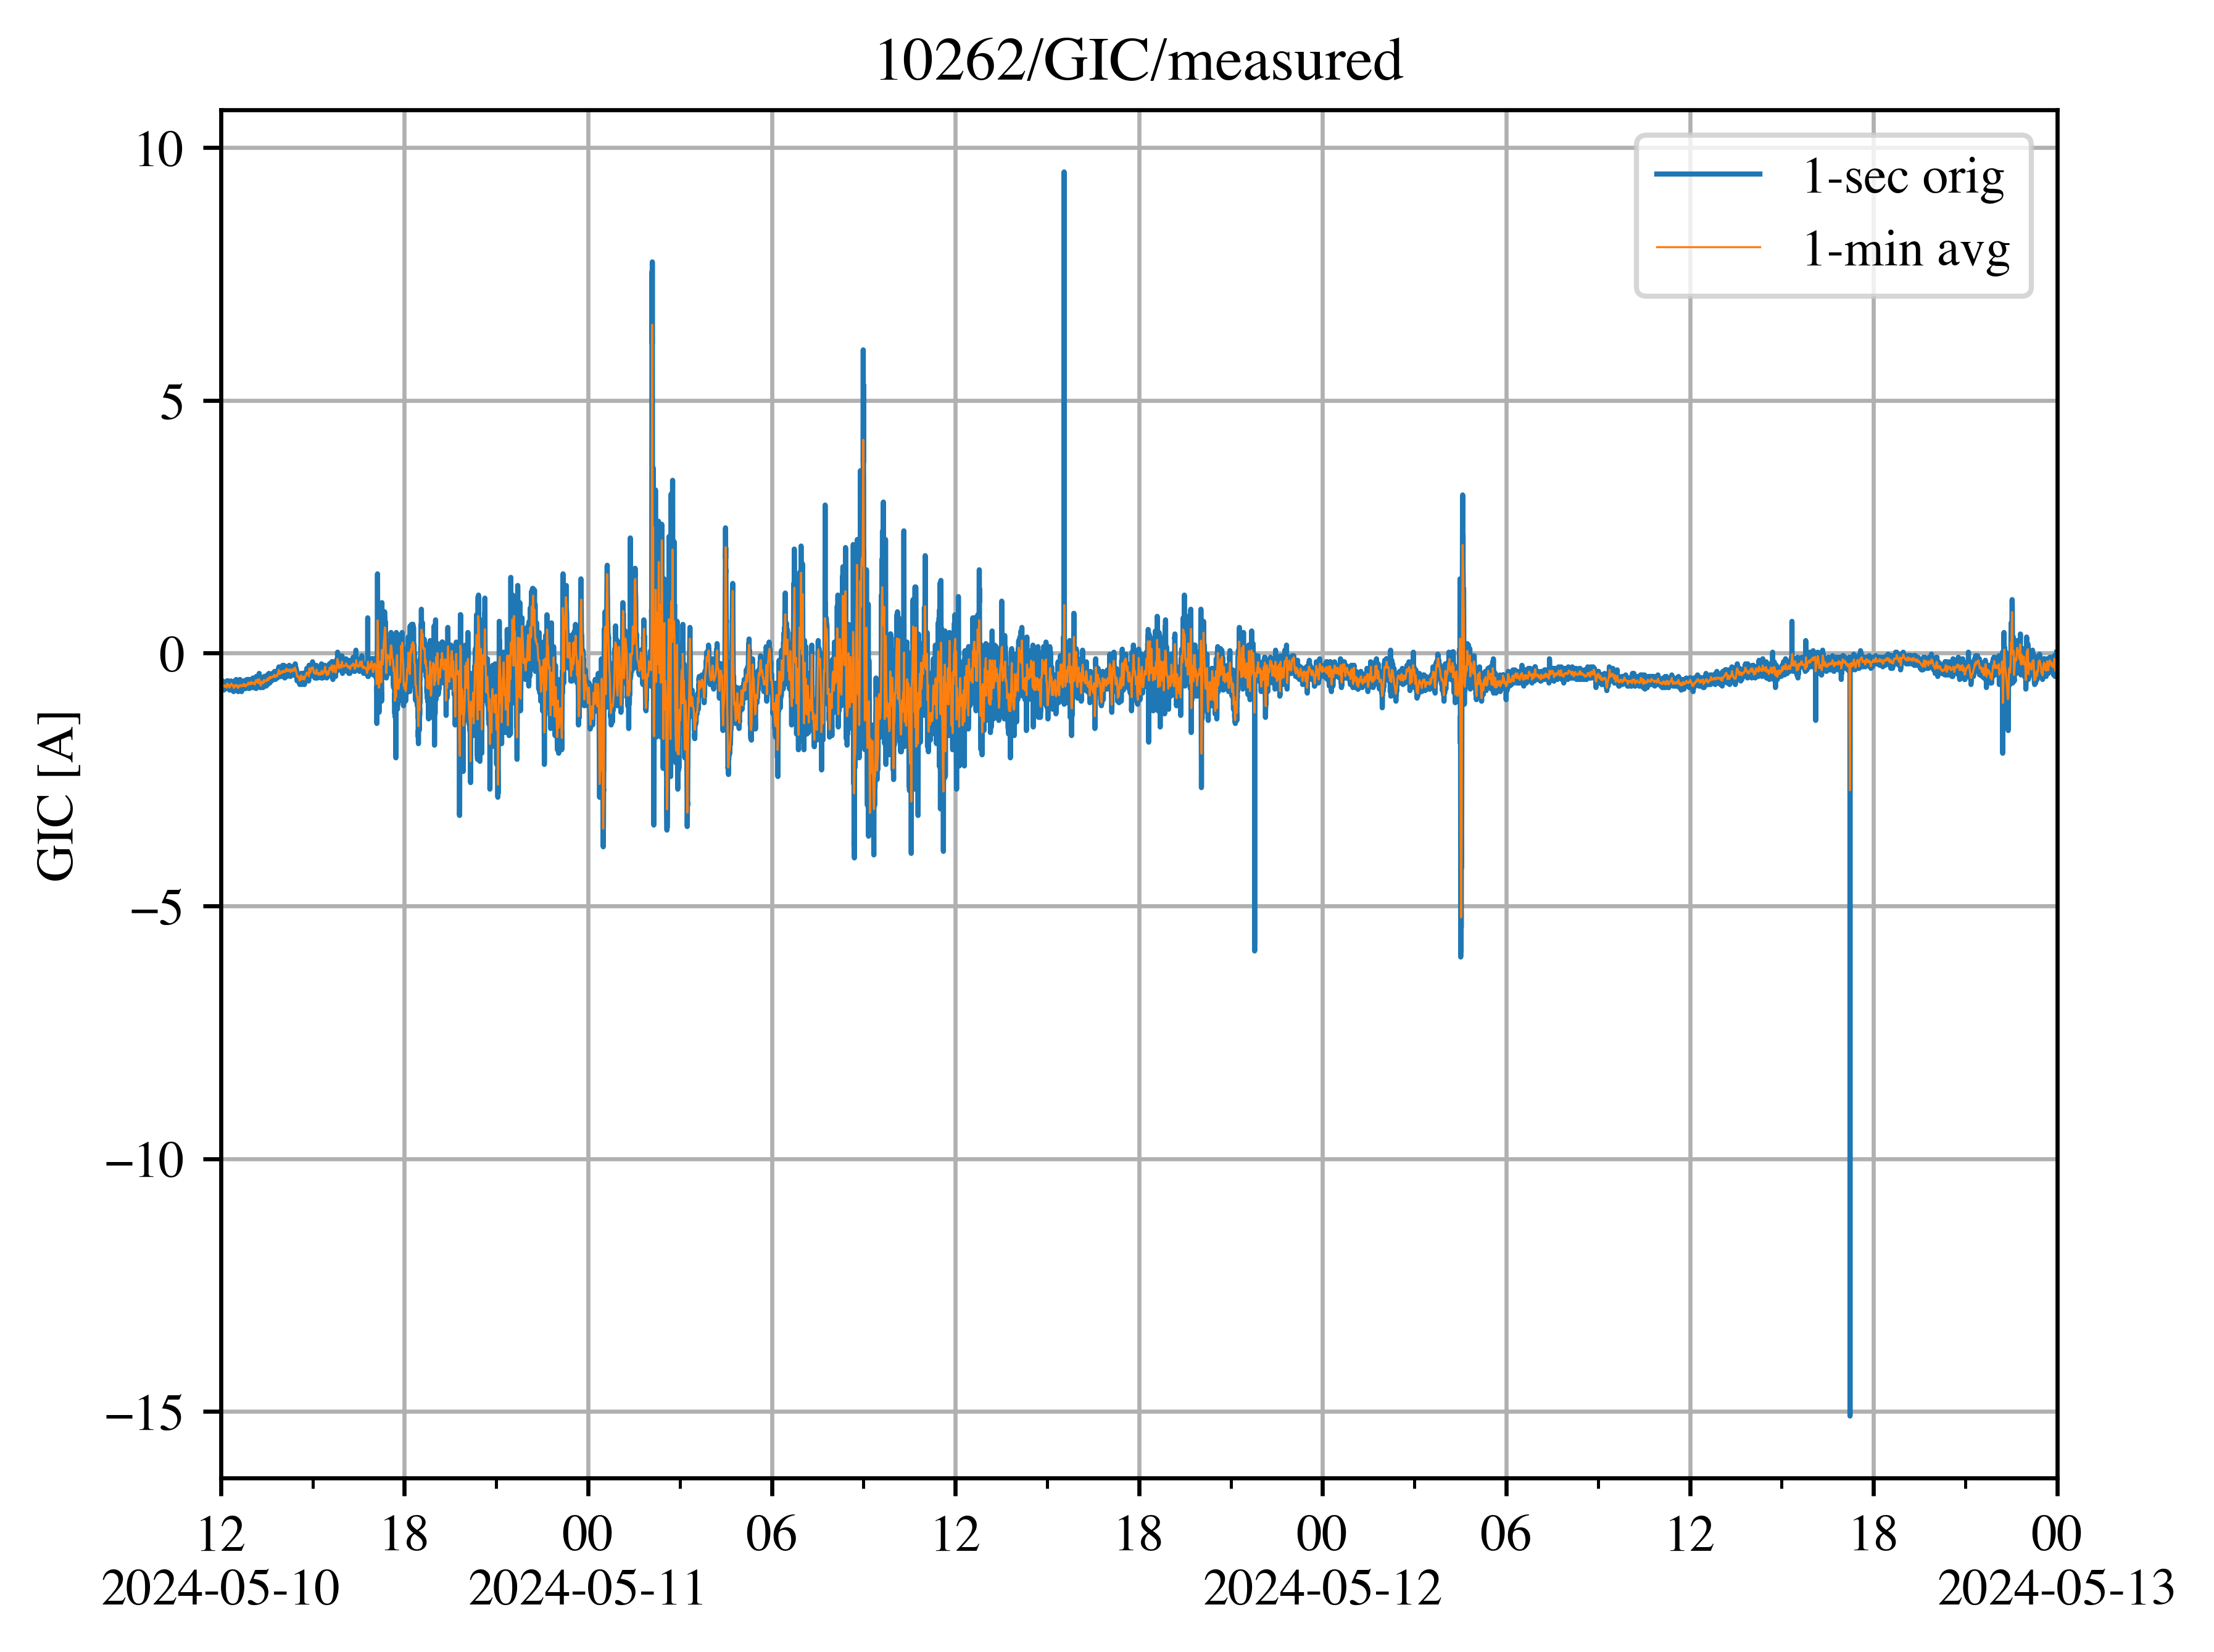 10262/GIC/measured
10
5
0
−5
−10
−15
GIC [A]
1-sec orig
1-min avg
12 18 00 06 12 18 00 06 12 18 00
2024-05-10 2024-05-11 2024-05-12 2024-05-13